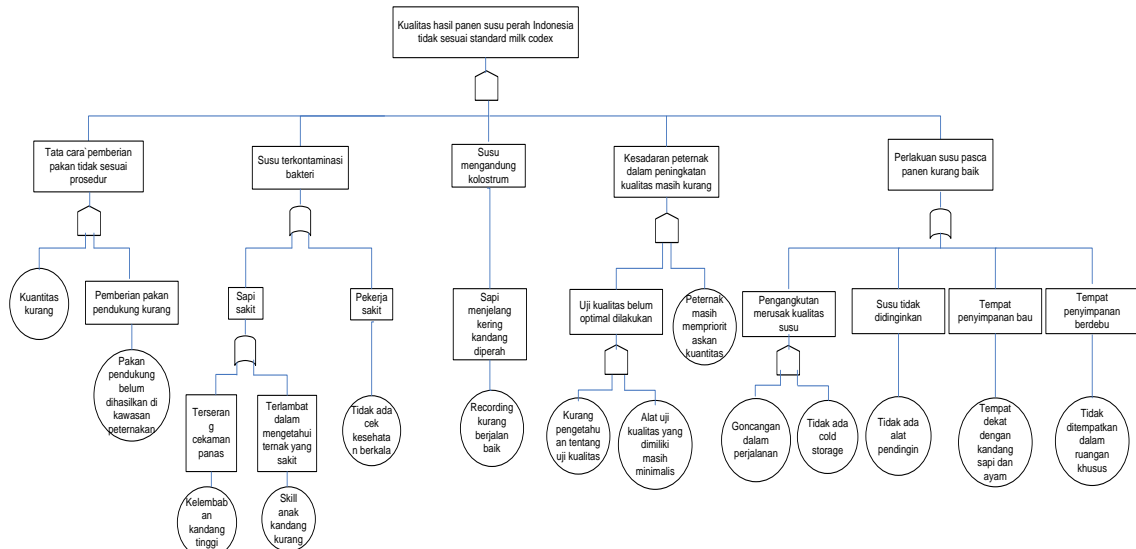 Kualitas hasil panen susu perah Indonesia
tidak sesuai standard milk codex
Tata cara`pemberian
pakan tidak sesuai
prosedur
Susu terkontaminasi
bakteri
Susu
mengandung
kolostrum
Kesadaran peternak
dalam peningkatan
kualitas masih kurang
Perlakuan susu pasca
panen kurang baik
Kuantitas
kurang
Pemberian pakan
pendukung kurang
Sapi
sakit
Pekerja
sakit
Sapi
menjelang
kering
kandang
diperah
Uji kualitas belum
optimal dilakukan
Peternak
masih
mempriorit
askan
kuantitas
Pengangkutan
merusak kualitas
susu
Susu tidak
didinginkan
Tempat
penyimpanan bau
Tempat
penyimpanan
berdebu
Pakan
pendukung
belum
dihasilkan di
kawasan
peternakan
Terseran
g
cekaman
panas
Terlambat
dalam
mengetahui
ternak yang
sakit
Tidak ada
cek
kesehata
n berkala
Recording
kurang
berjalan
baik
Kurang
pengetahu
an tentang
uji kualitas
Alat uji
kualitas yang
dimiliki
masih
minimalis
Goncangan
dalam
perjalanan
Tidak ada
cold
storage
Tidak ada
alat
pendingin
Tempat
dekat
dengan
kandang
sapi dan
ayam
Tidak
ditempatkan
dalam
ruangan
khusus
Kelembab
an
kandang
tinggi
Skill
anak
kandang
kurang